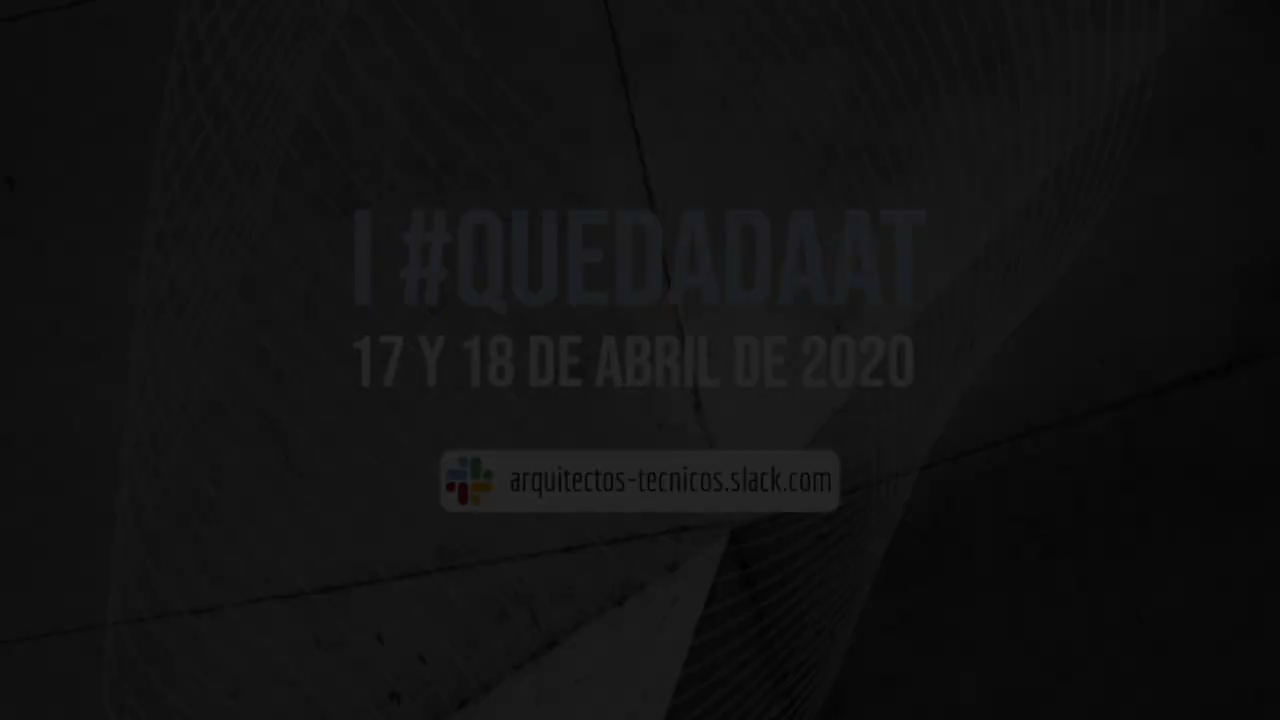 I #QUEDADAAT
17 Y 18 DE ABRIL DE 2020
arquitectos-tecnicos.slack.com